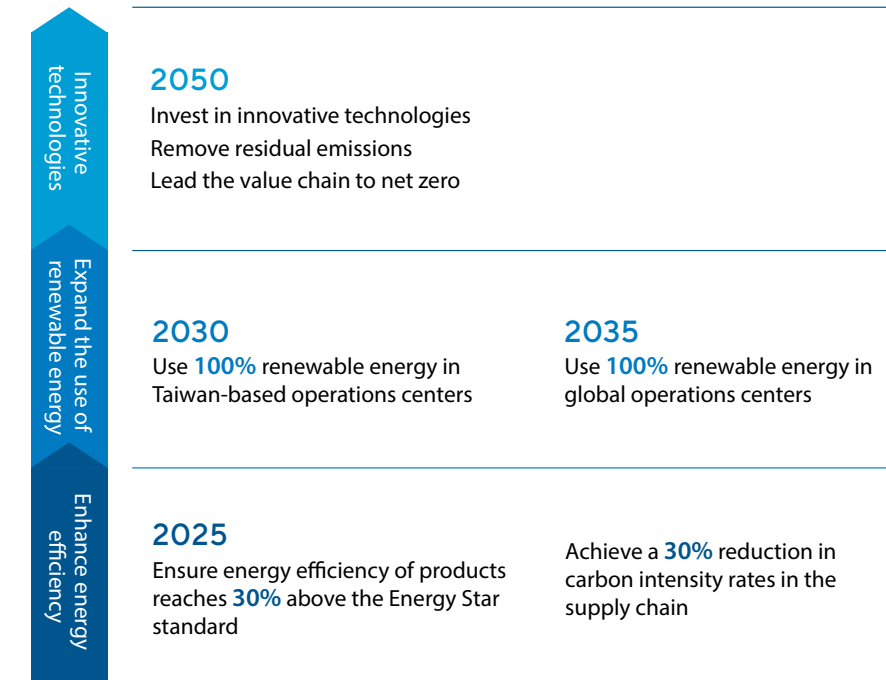 Innovative
technologies
2050
Invest in innovative technologies
Remove residual emissions
Lead the value chain to net zero
Expand the use of
renewable energy
2030
Use 100% renewable energy in
Taiwan-based operations centers
2035
Use 100% renewable energy in
global operations centers
Enhance energy
efficiency
2025
Ensure energy efficiency of products
reaches 30% above the Energy Star
standard
Achieve a 30% reduction in
carbon intensity rates in the
supply chain